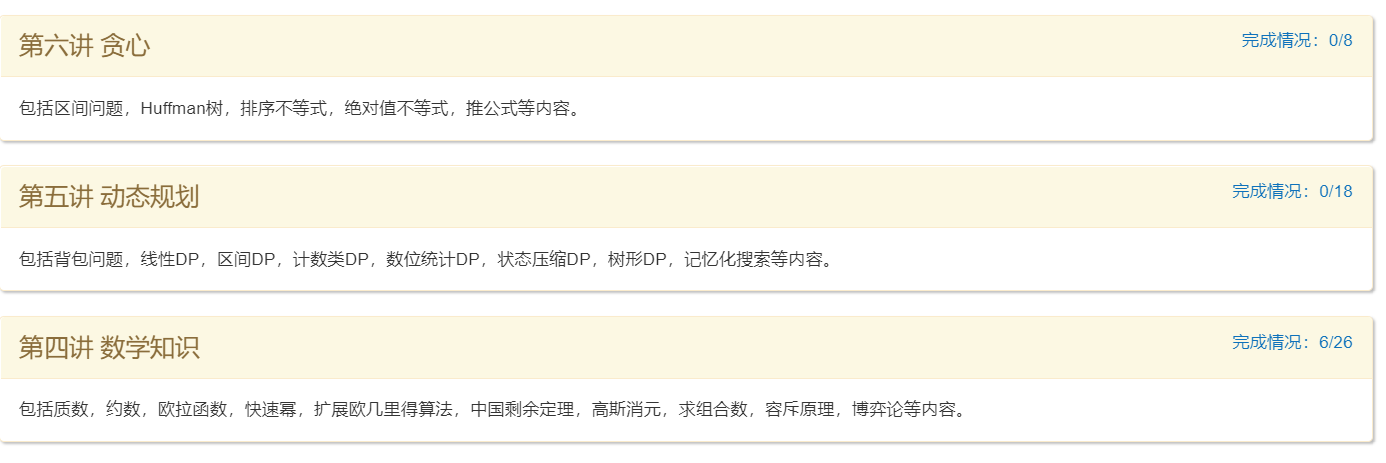 第六讲 贪心
完成情况：0/8
包括区间问题，Huffman树，排序不等式，绝对值不等式，推公式等内容。
第五讲 动态规划
完成情况：0/18
包括背包问题，线性DP，区间DP，计数类DP，数位统计DP，状态压缩DP，树形DP，记忆化搜索等内容。
第四讲 数学知识
完成情况：6/26
包括质数，约数，欧拉函数，快速幂，扩展欧几里得算法，中国剩余定理，高斯消元，求组合数，容斥原理，博弈论等内容。